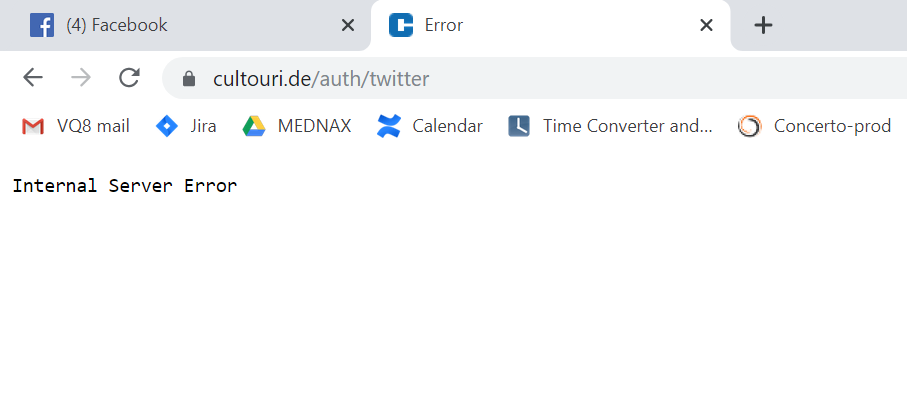 (4) Facebook Error
cultouri.de/auth/twitter
VQ8 mail Jira MEDNAX Calendar Time Converter and... Concerto-prod
Internal Server Error